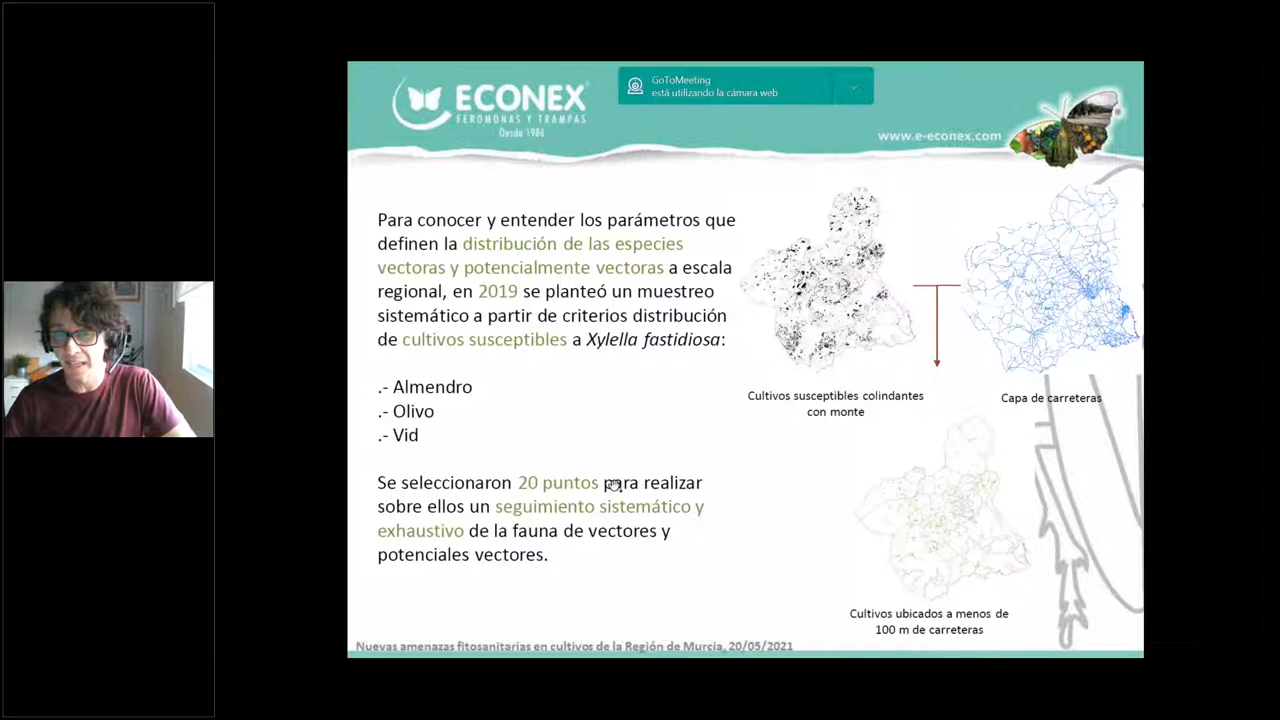 ECONEX
FEROMONAS Y TRAMPAS
Desde 1986
GoToMeeting
está utilizando la cámara web
www.e-econex.com
®
Para conocer y entender los parámetros que
definen la distribución de las especies
vectoras y potencialmente vectoras a escala
regional, en 2019 se planteó un muestreo
sistemático a partir de criterios distribución
de cultivos susceptibles a Xylella fastidiosa:
.- Almendro
.- Olivo
.- Vid
Se seleccionaron 20 puntos para realizar
sobre ellos un seguimiento sistemático y
exhaustivo de la fauna de vectores y
potenciales vectores.
Cultivos susceptibles colindantes
con monte
Capa de carreteras
Cultivos ubicados a menos de
100 m de carreteras
Nuevas amenazas fitosanitarias en cultivos de la Región de Murcia, 20/05/2021